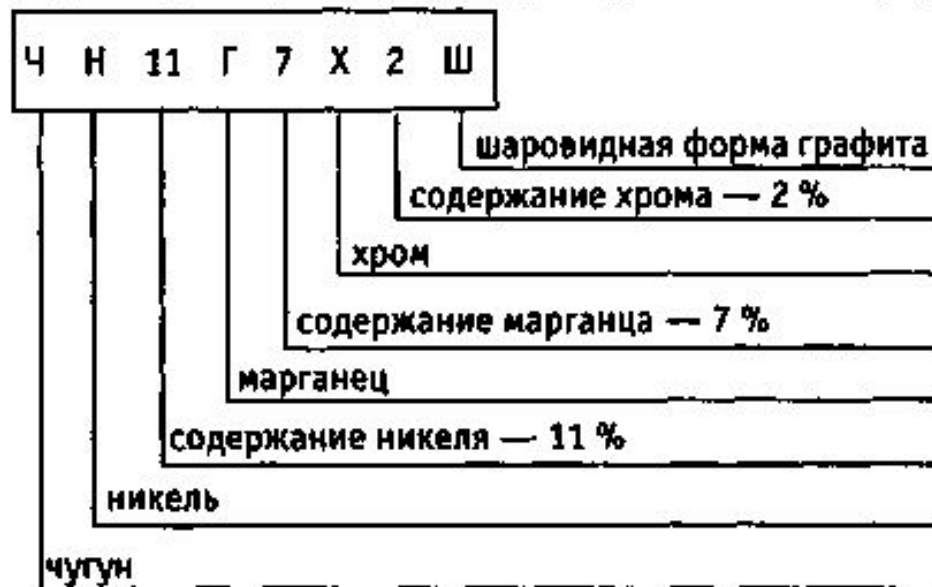 Ч Н 11 Г 7 Х 2 Ш
шаровидная форма графита
содержание хрома — 2 %
хром
содержание марганца — 7 %
марганец
содержание никеля — 11 %
никель
чугун